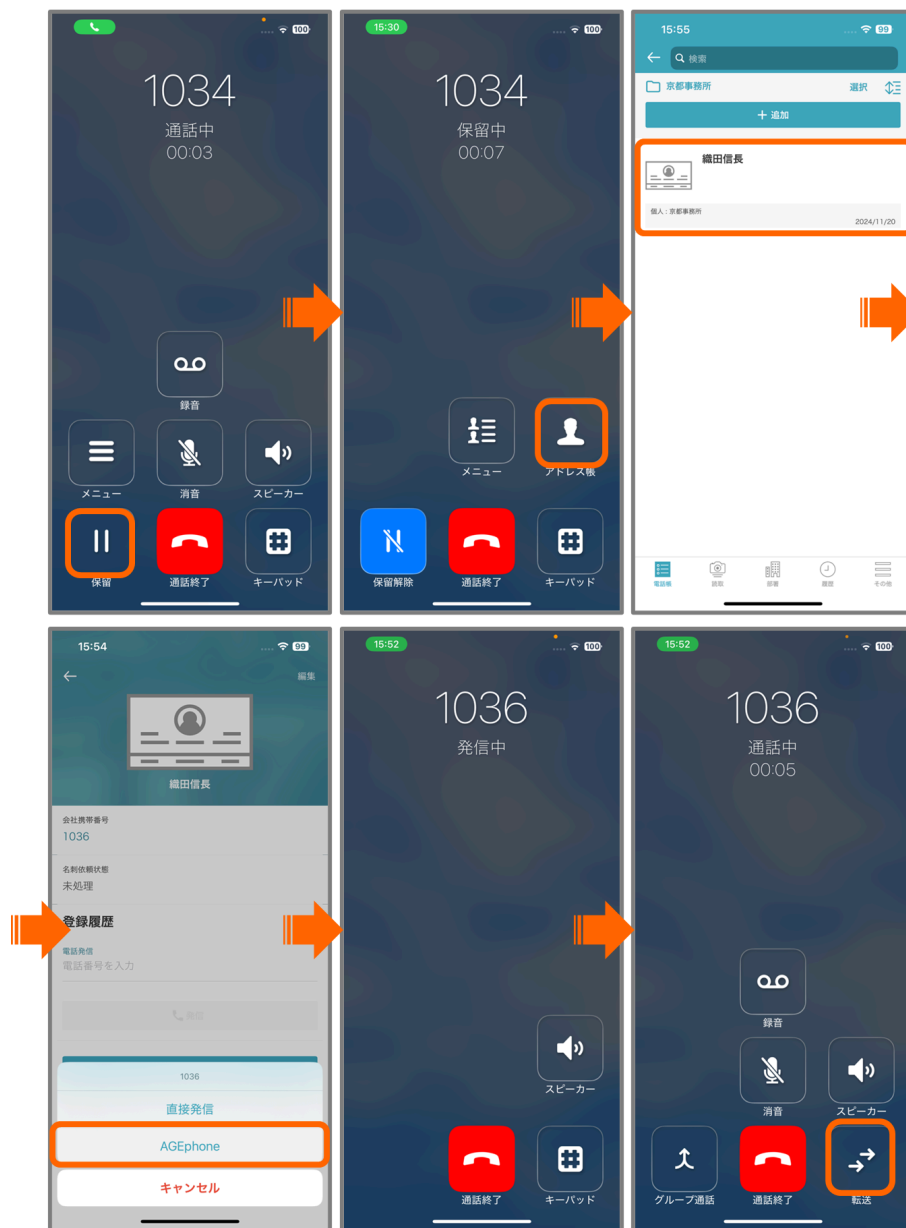 100
1034
通話中
00:03
録音
メニュー
消音
スピーカー
保留
通話終了
キーパッド
15:30
100
1034
保留中
00:07
メニュー
アドレス帳
保留解除
通話終了
キーパッド
15:55
99
検索
京都事務所
選択
+ 追加
織田信長
個人 : 京都事務所
2024/11/20
電話帳
読取
部署
履歴
その他
15:54
99
編集
織田信長
会社携帯番号
1036
名刺依頼状態
未処理
登録履歴
電話発信
電話番号を入力
1036
直接発信
AGEphone
キャンセル
15:52
100
1036
発信中
スピーカー
通話終了
キーパッド
15:52
100
1036
通話中
00:05
録音
消音
スピーカー
グループ通話
通話終了
転送